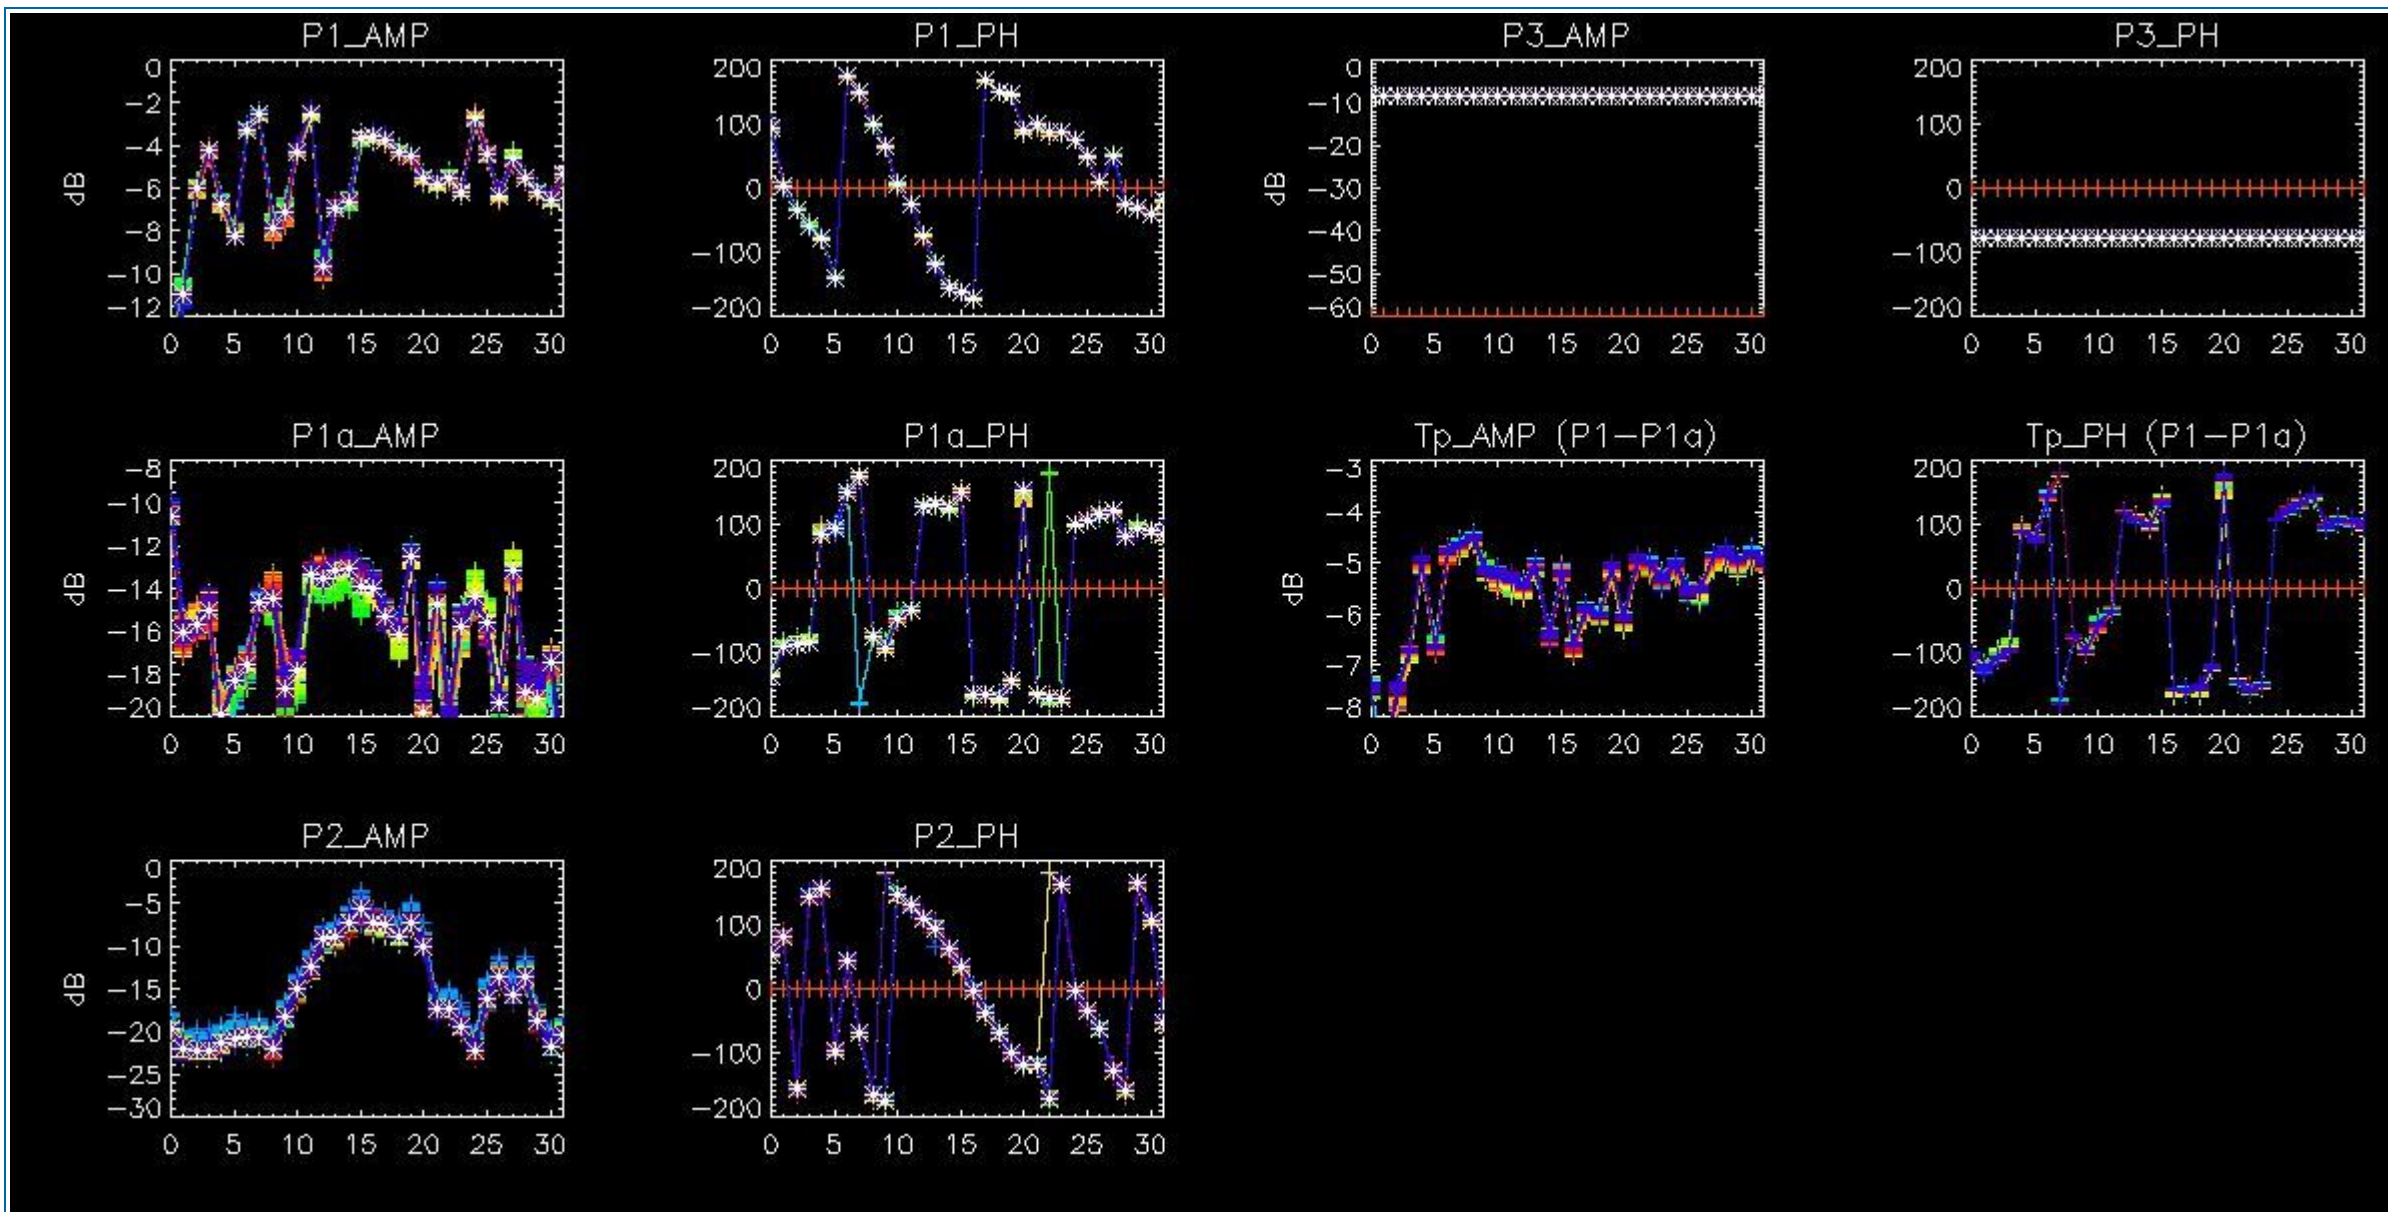 P1_AMP P1_PH P3_AMP P3_PH
0 200 0 200
-2 -10
100 100
-4 -20
dB -6 0 dB -30 0
-8 -40
-100 -100
-10 -50
-12 -200 -60 -200
0 5 10 15 20 25 30 0 5 10 15 20 25 30 0 5 10 15 20 25 30 0 5 10 15 20 25 30
P1a_AMP P1a_PH Tp_AMP (P1-P1a) Tp_PH (P1-P1a)
-8 200 -3 200
-10 100 -4 100
-12
dB -14 0 dB -5 0
-16 -6
-100 -100
-18 -7
-20 -200 -8 -200
0 5 10 15 20 25 30 0 5 10 15 20 25 30 0 5 10 15 20 25 30 0 5 10 15 20 25 30
P2_AMP P2_PH
0 200
-5 100
-10
dB -15 0
-20
-100
-25
-30 -200
0 5 10 15 20 25 30 0 5 10 15 20 25 30